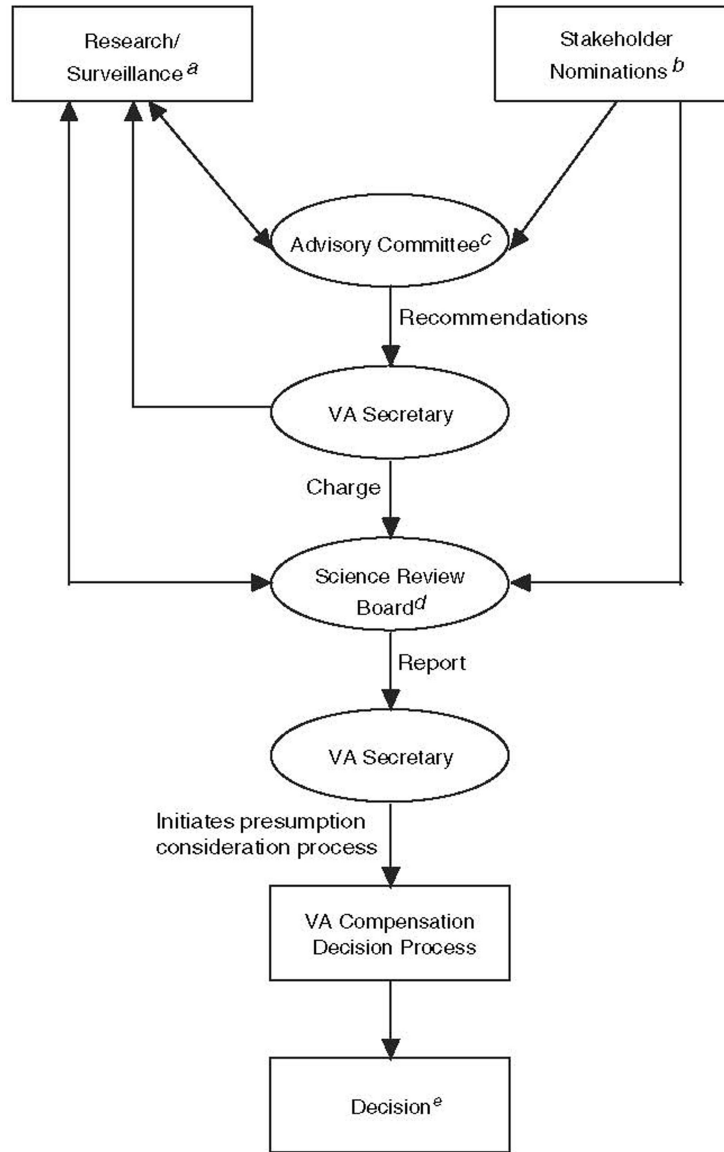 Research/
Surveillance a
Stakeholder
Nominations b
Advisory Committee c
Recommendations
VA Secretary
Charge
Science Review
Board d
Report
VA Secretary
Initiates presumption
consideration process
VA Compensation
Decision Process
Decision e